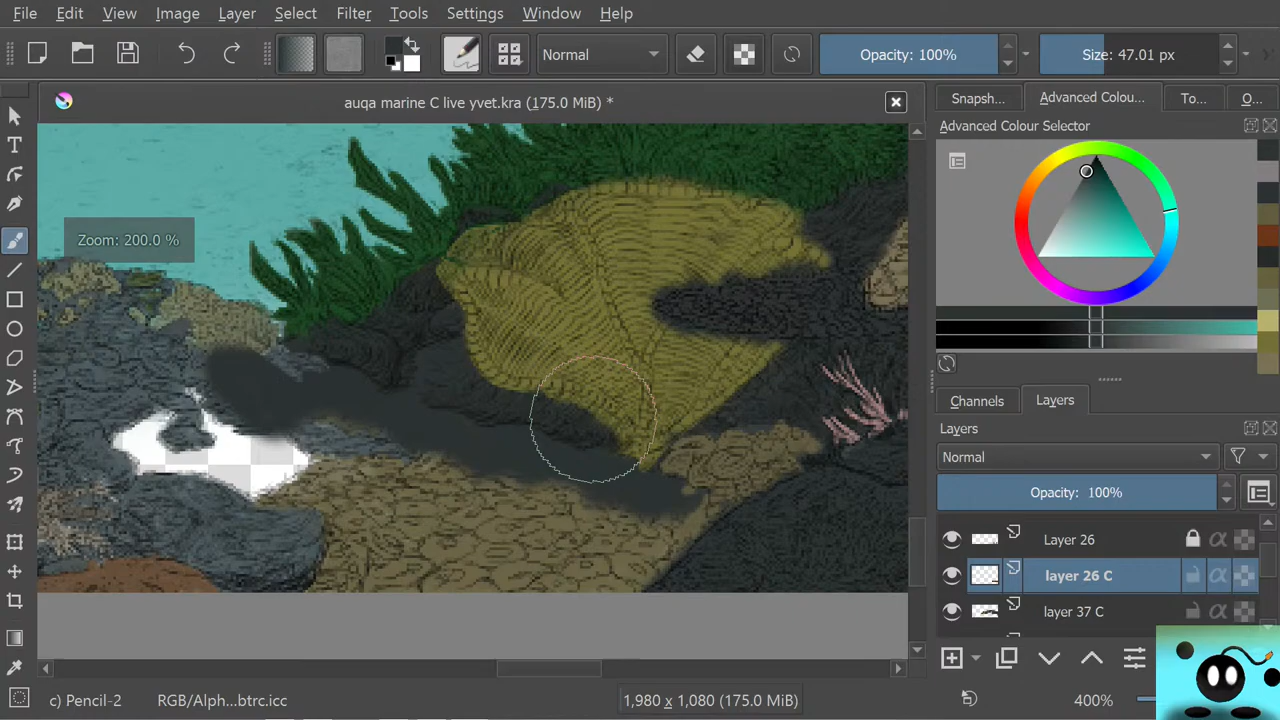 File Edit View Image Layer Select Filter Tools Settings Window Help
Normal Opacity: 100% Size: 47.01 px
auqa marine C live yvet.kra (175.0 MiB) *
Snapsh... Advanced Colou... To... O...
Advanced Colour Selector
Zoom: 200.0 %
Channels Layers
Layers
Normal
Opacity: 100%
Layer 26
layer 26 C
layer 37 C
c) Pencil-2 RGB/Alph...btrc.icc 1,980 x 1,080 (175.0 MiB) 400%